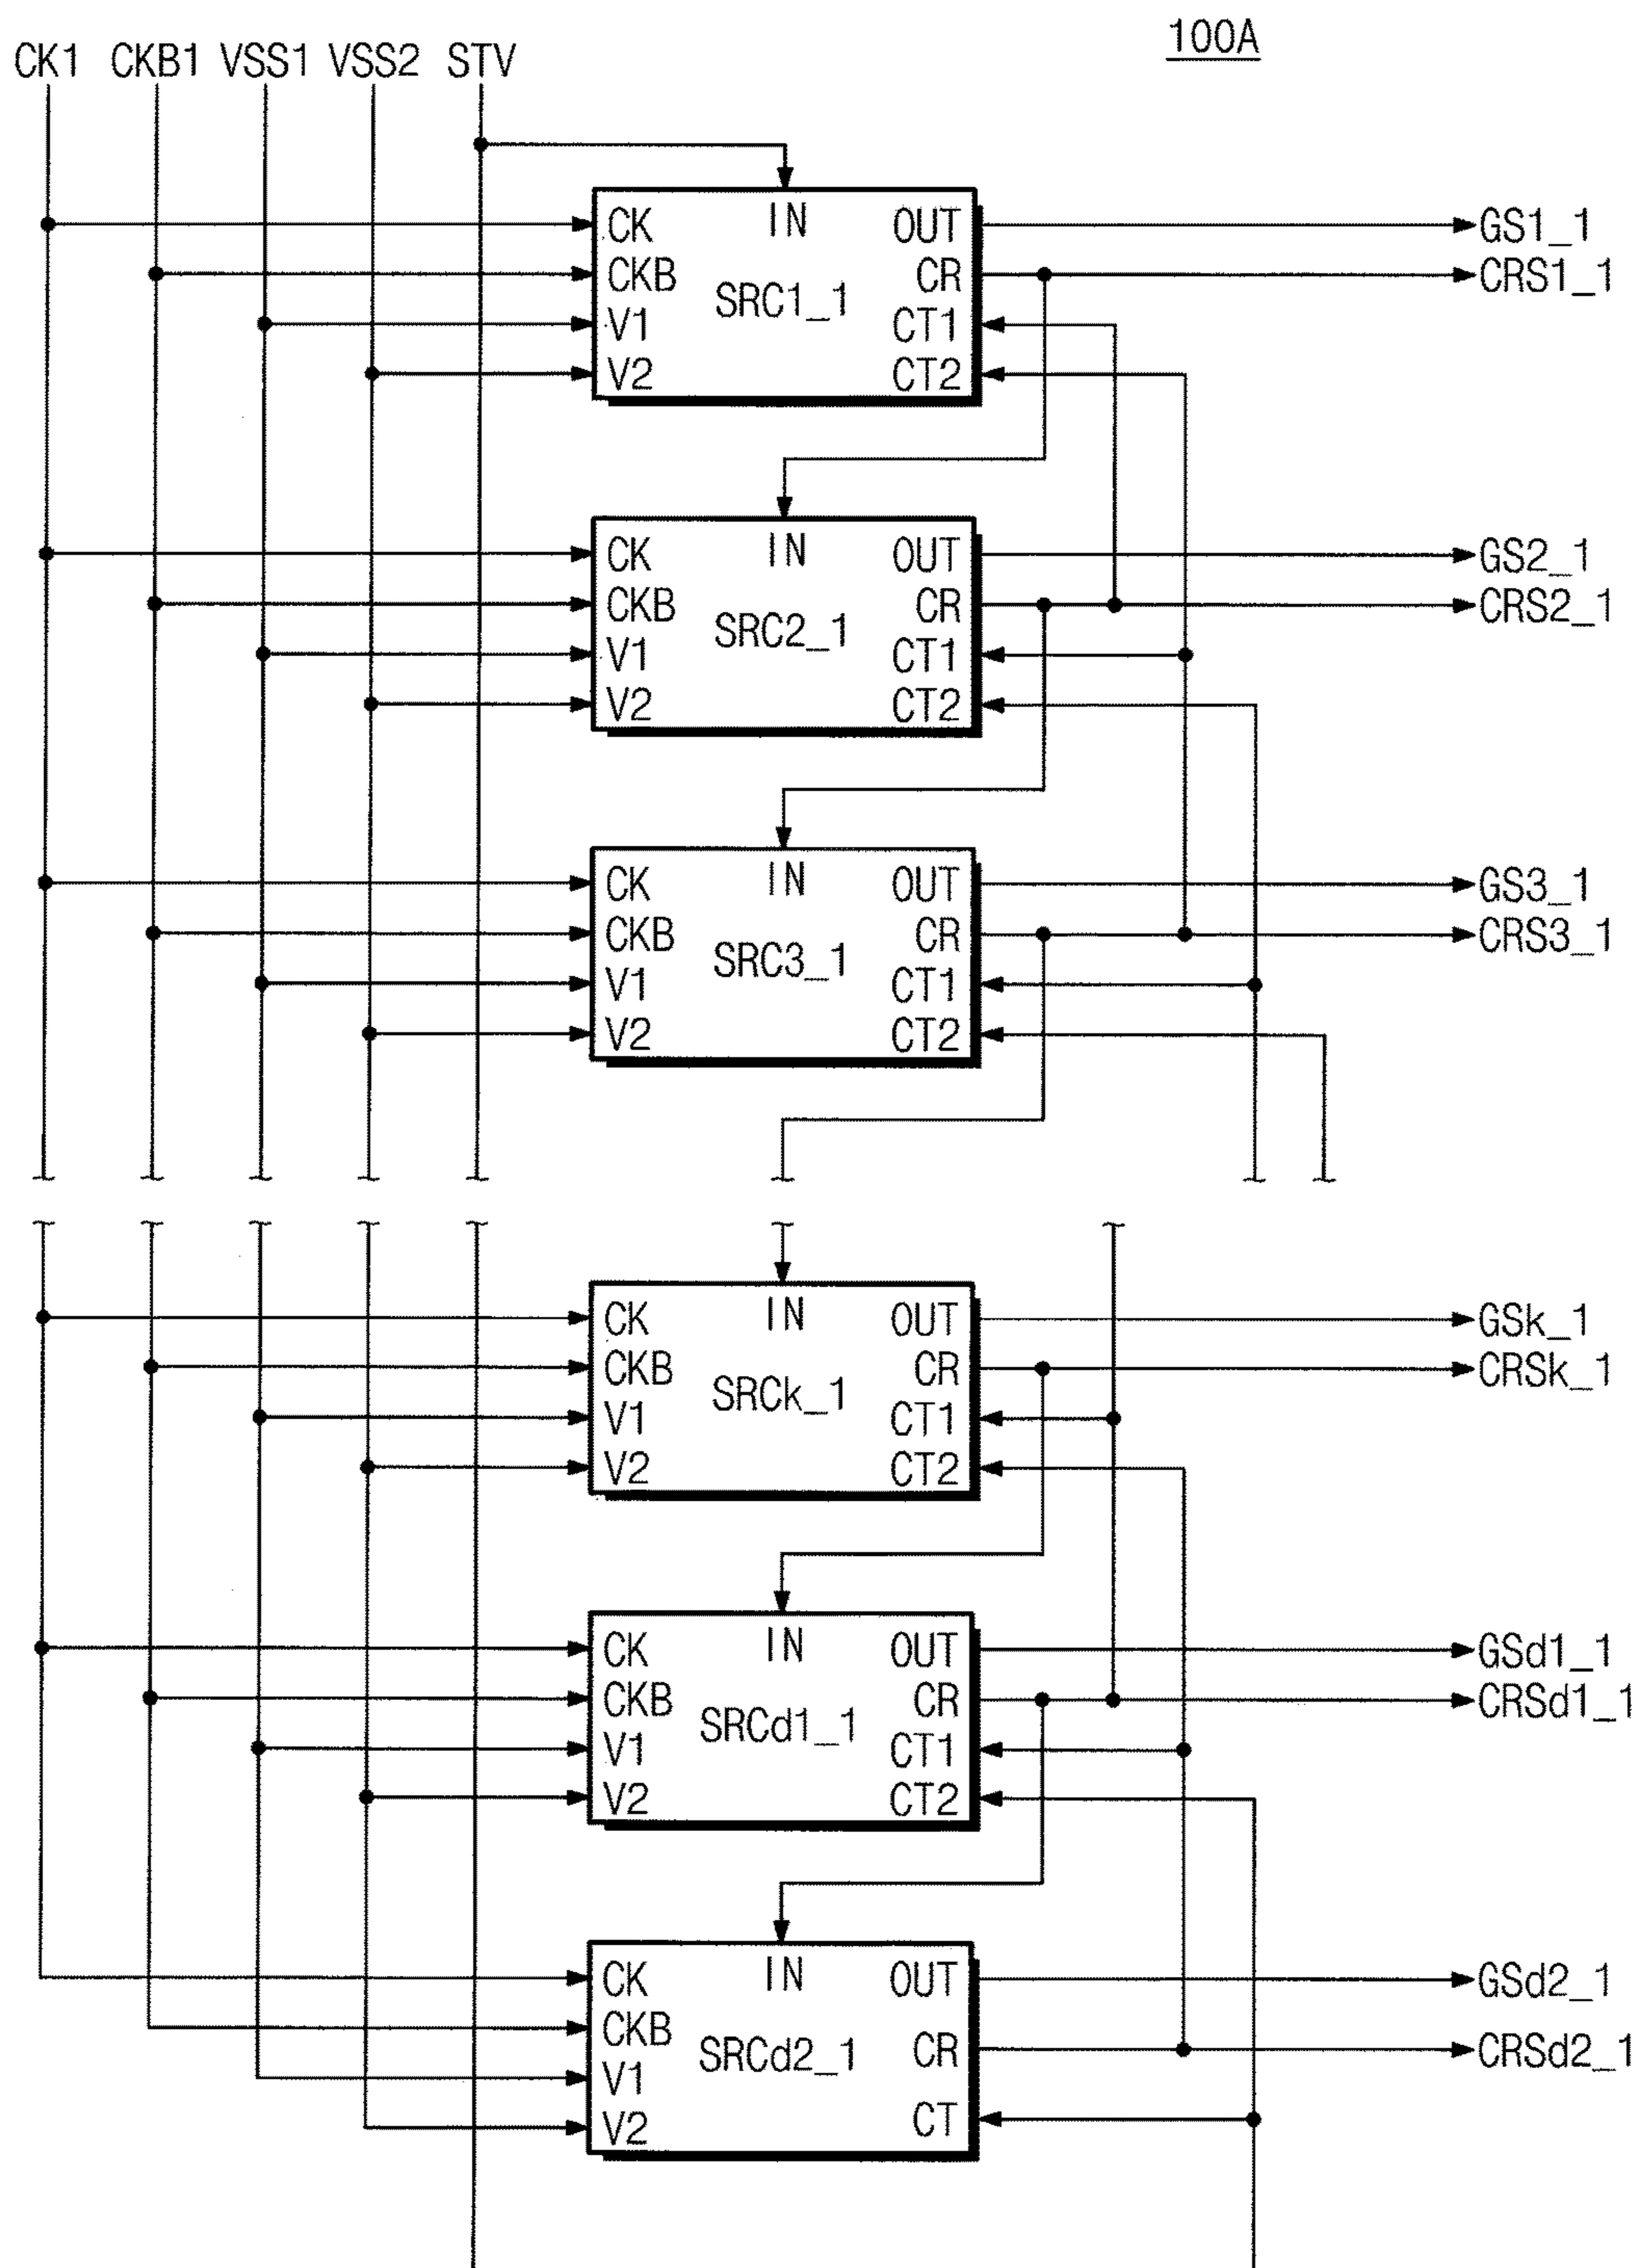 100A
CK1 CKB1 VSS1 VSS2 STV
CK IN OUT GS1_1
CKB CR CRS1_1
SRC1_1
V1 CT1
V2 CT2
CK IN OUT GS2_1
CKB CR CRS2_1
SRC2_1
V1 CT1
V2 CT2
CK IN OUT GS3_1
CKB CR CRS3_1
SRC3_1
V1 CT1
V2 CT2
CK IN OUT GSk_1
CKB CR CRSk_1
SRCk_1
V1 CT1
V2 CT2
CK IN OUT GSd1_1
CKB CR CRSd1_1
SRCd1_1
V1 CT1
V2 CT2
CK IN OUT GSd2_1
CKB CR CRSd2_1
SRCd2_1
V1
V2 CT